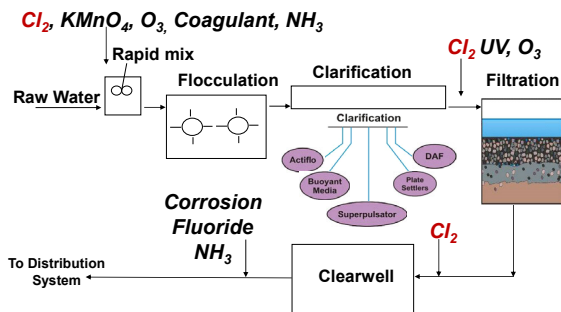 Cl2, KMnO4, O3, Coagulant, NH3
Rapid mix
Raw Water
Flocculation
Clarification
Cl2 UV, O3
Filtration
Clarification
Actiflo
DAF
Buoyant
Media
Plate
Settlers
Superpulsator
Corrosion
Fluoride
NH3
Cl2
To Distribution
System
Clearwell